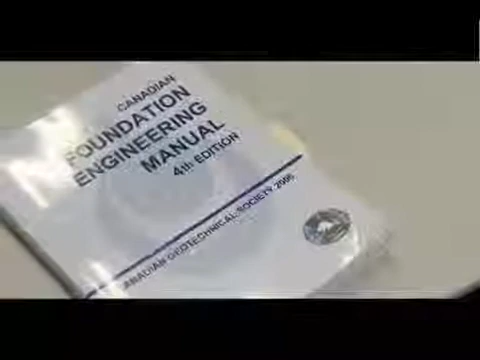 CANADIAN
FOUNDATION
ENGINEERING
MANUAL
4th EDITION
CANADIAN GEOTECHNICAL SOCIETY 2006